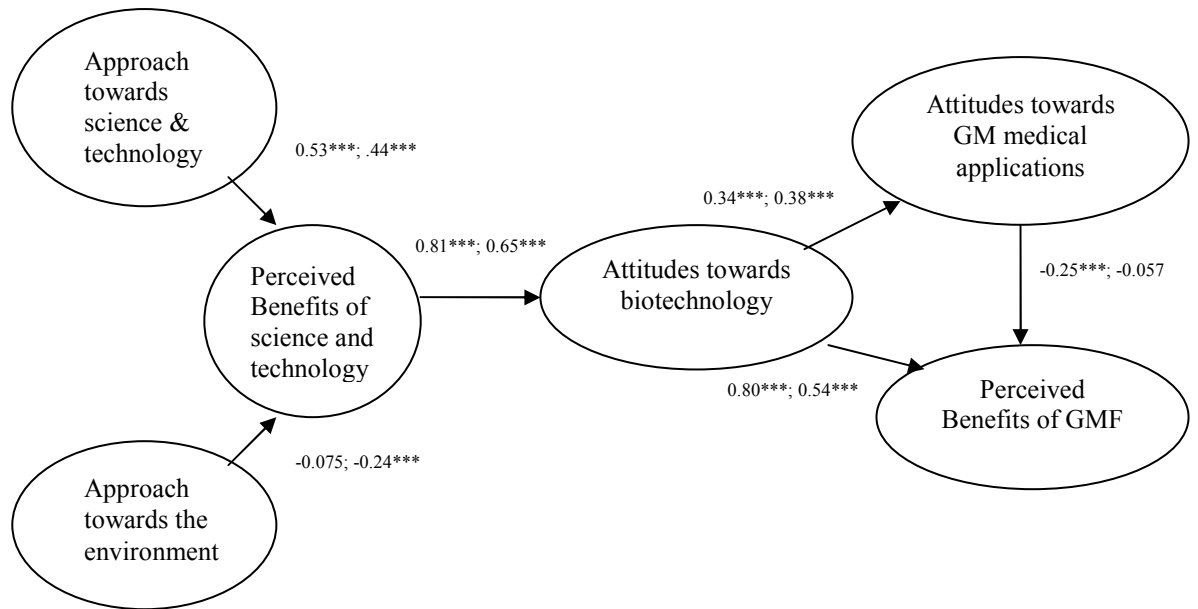 Approach
towards
science &
technology
0.53***; .44***
Attitudes towards
GM medical
applications
0.34***; 0.38***
0.81***; 0.65***
Perceived
Benefits of
science and
technology
Attitudes towards
biotechnology
-0.25***; -0.057
0.80***; 0.54***
Perceived
Benefits of GMF
-0.075; -0.24***
Approach
towards the
environment